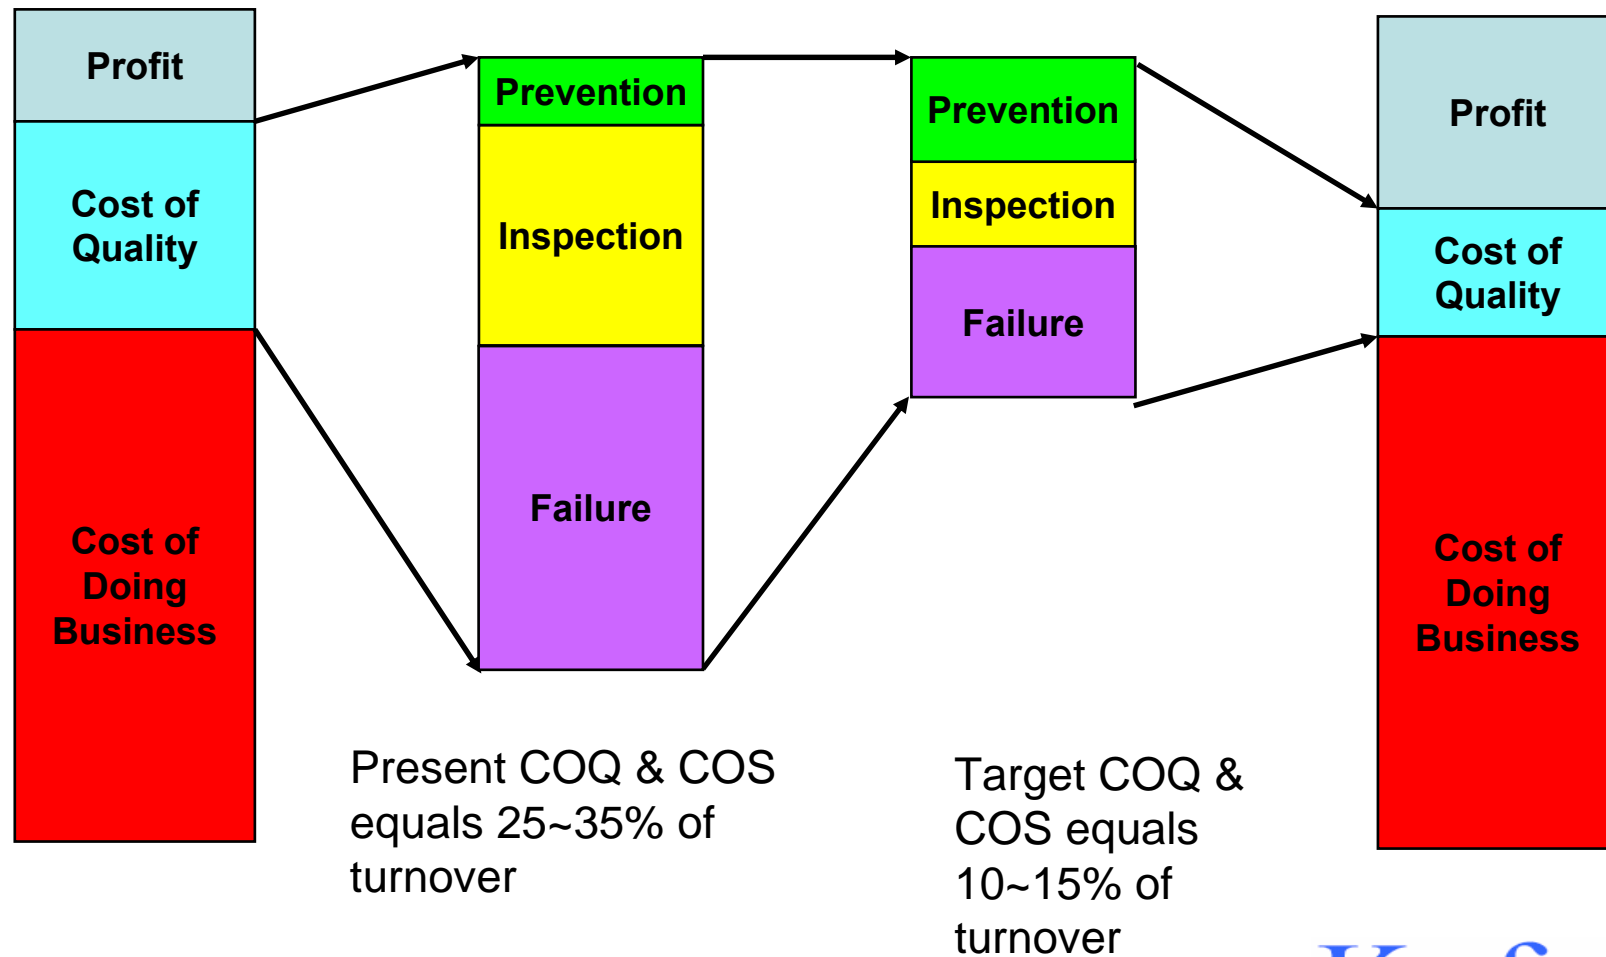 Profit
Cost of
Quality
Cost of
Doing
Business
Prevention
Inspection
Failure
Present COQ & COS
equals 25~35% of
turnover
Prevention
Inspection
Failure
Target COQ &
COS equals
10~15% of
turnover
Profit
Cost of
Quality
Cost of
Doing
Business